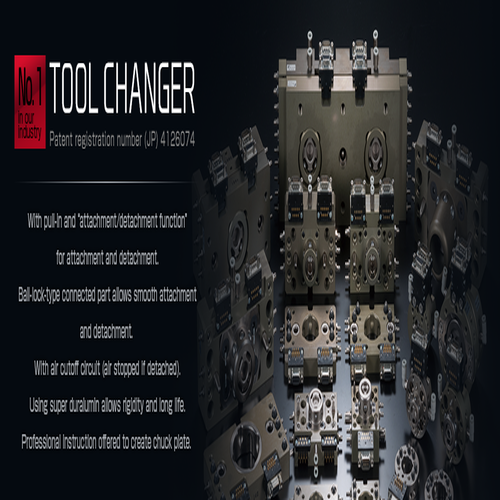 No. 1
in our
industry
TOOL CHANGER
Patent registration number (JP) 4126074
With pull-in and "attachment/detachment function"
for attachment and detachment.
Ball-lock-type connected part allows smooth attachment
and detachment.
With air cutoff circuit (air stopped if detached).
Using super duralumin allows rigidity and long life.
Professional instruction offered to create chuck plate.